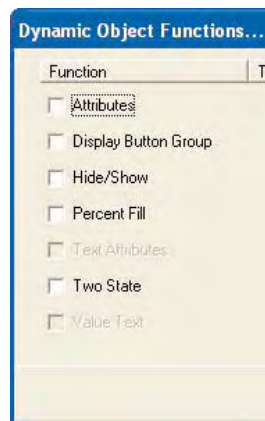 Dynamic Object Functions...
Function T
Attributes
Display Button Group
Hide/Show
Percent Fill
Text Attributes
Two State
Value Text